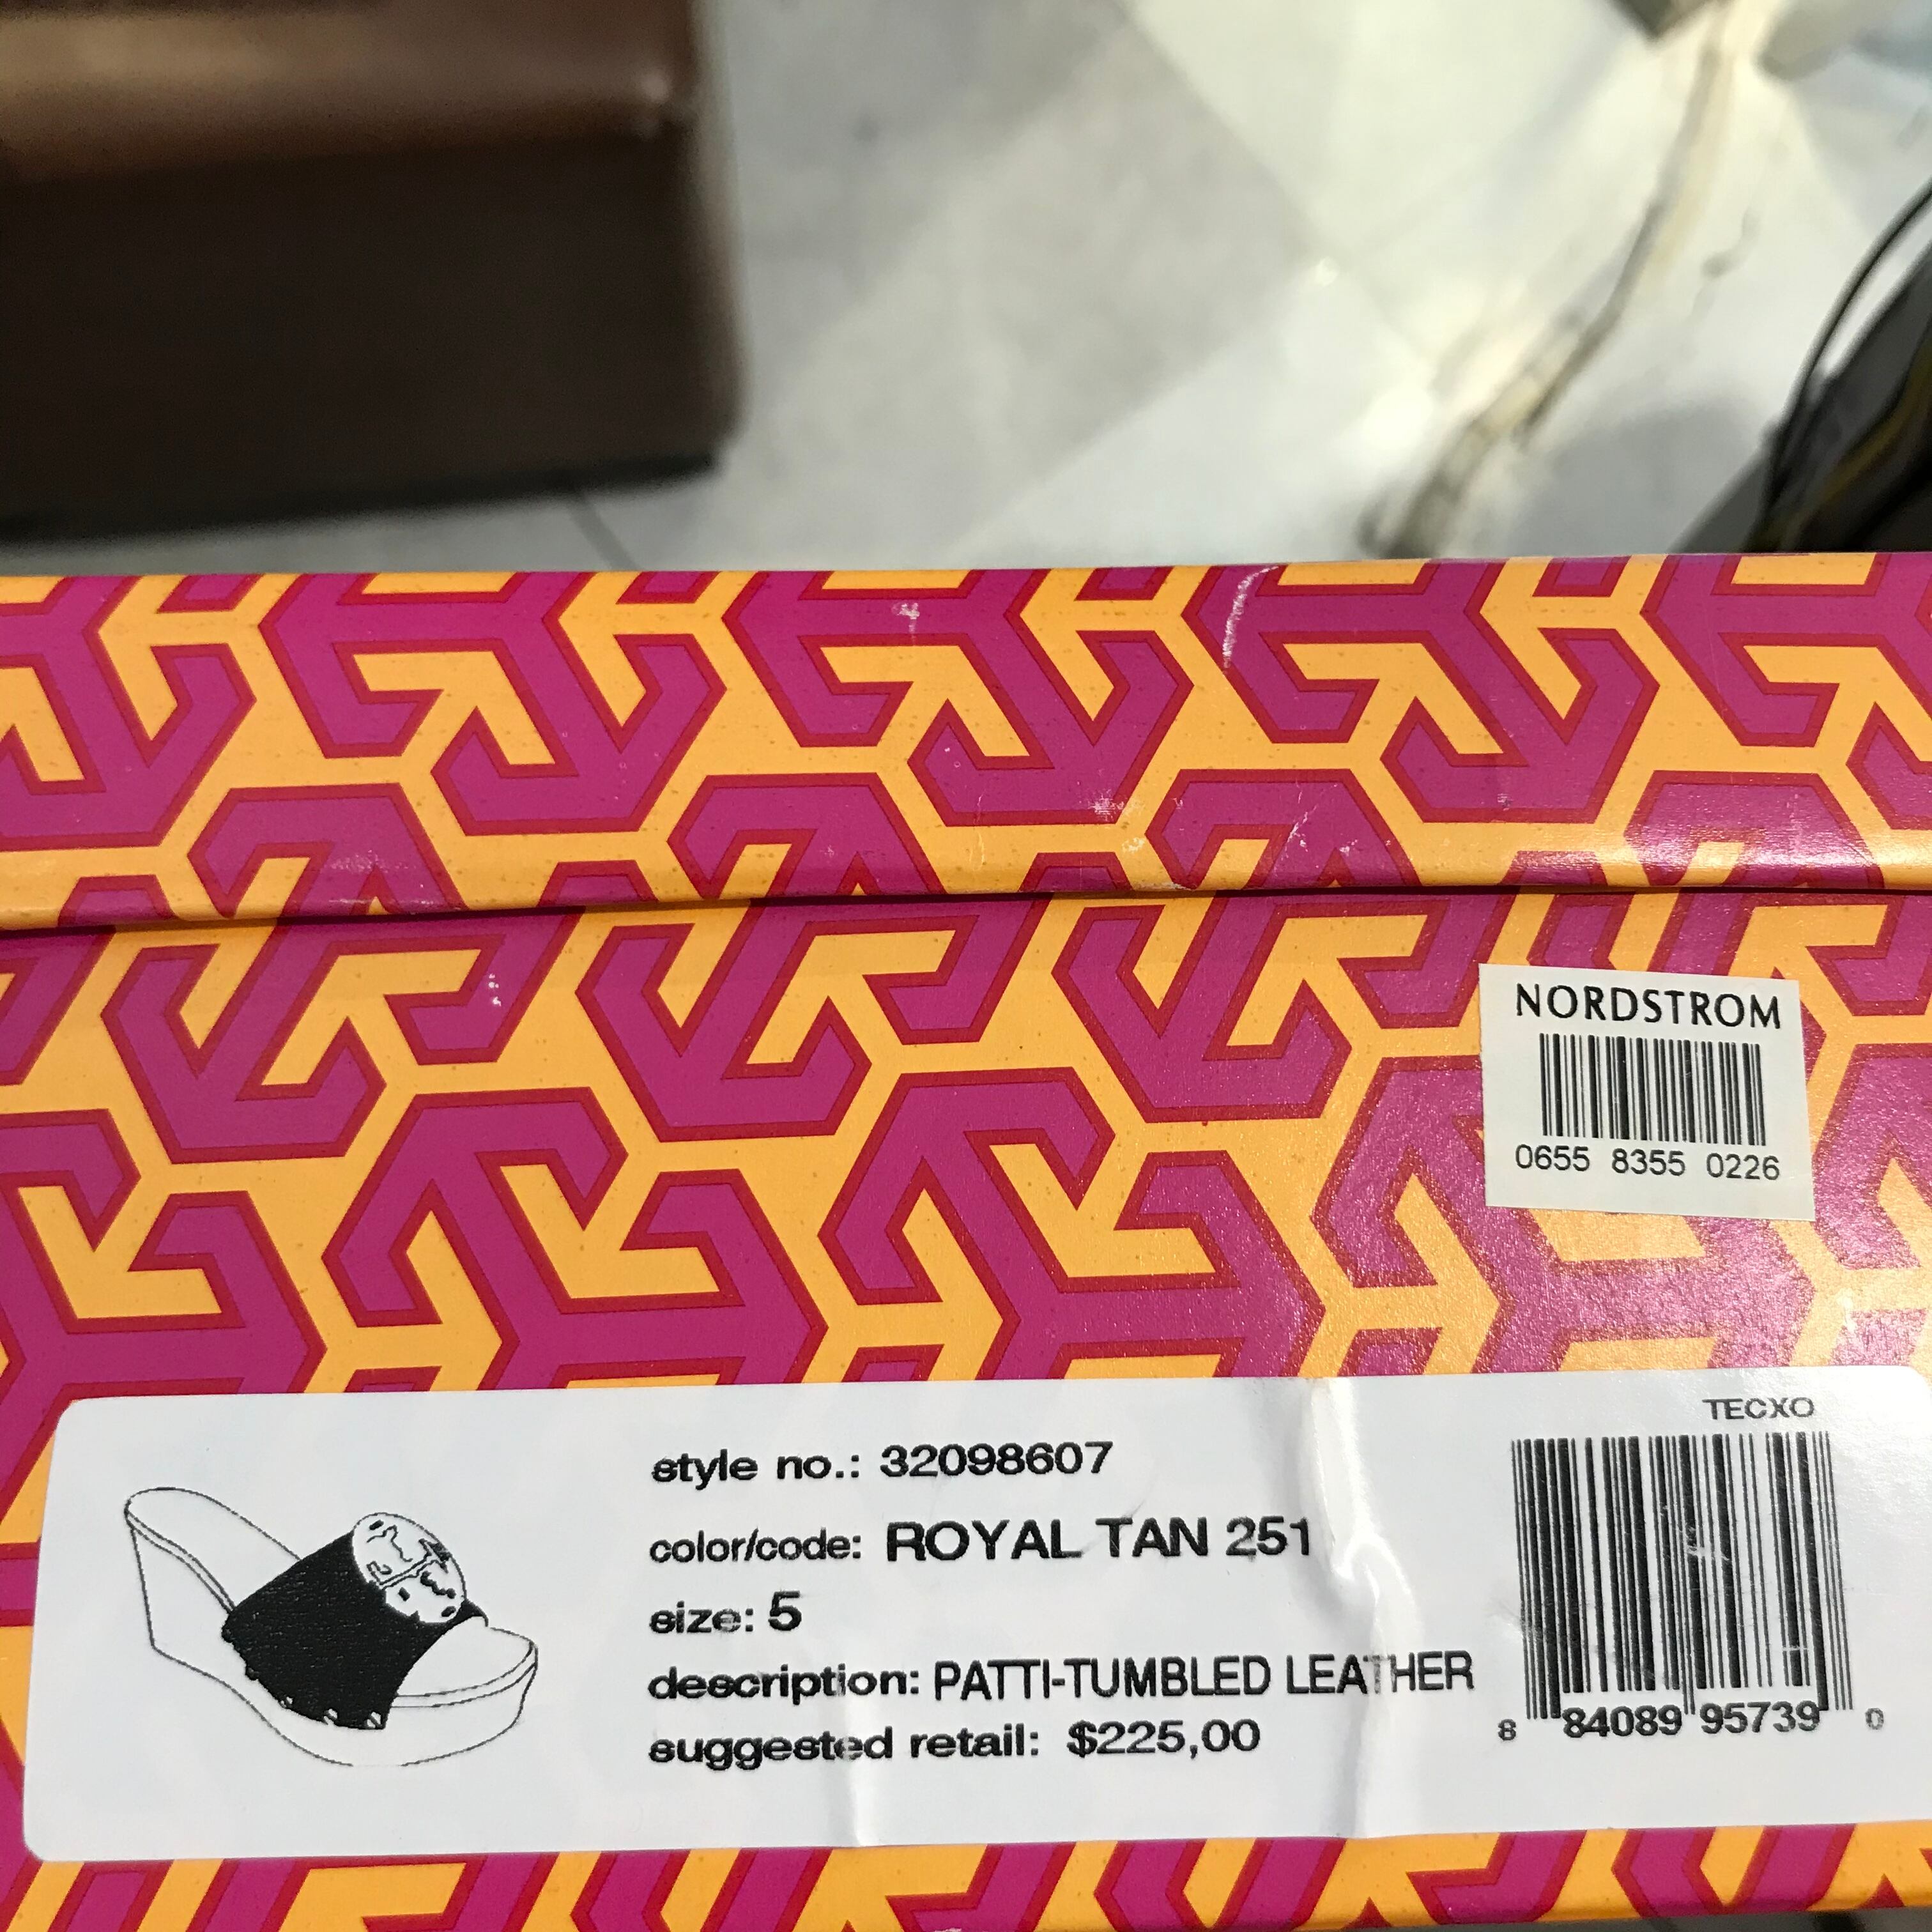 NORDSTROM
0655 8355 0226
TECXO
style no.: 32098607
color/code: ROYAL TAN 251
size: 5
description: PATTI-TUMBLED LEATHER
suggested retail: $225,00
8 84089 95739 0